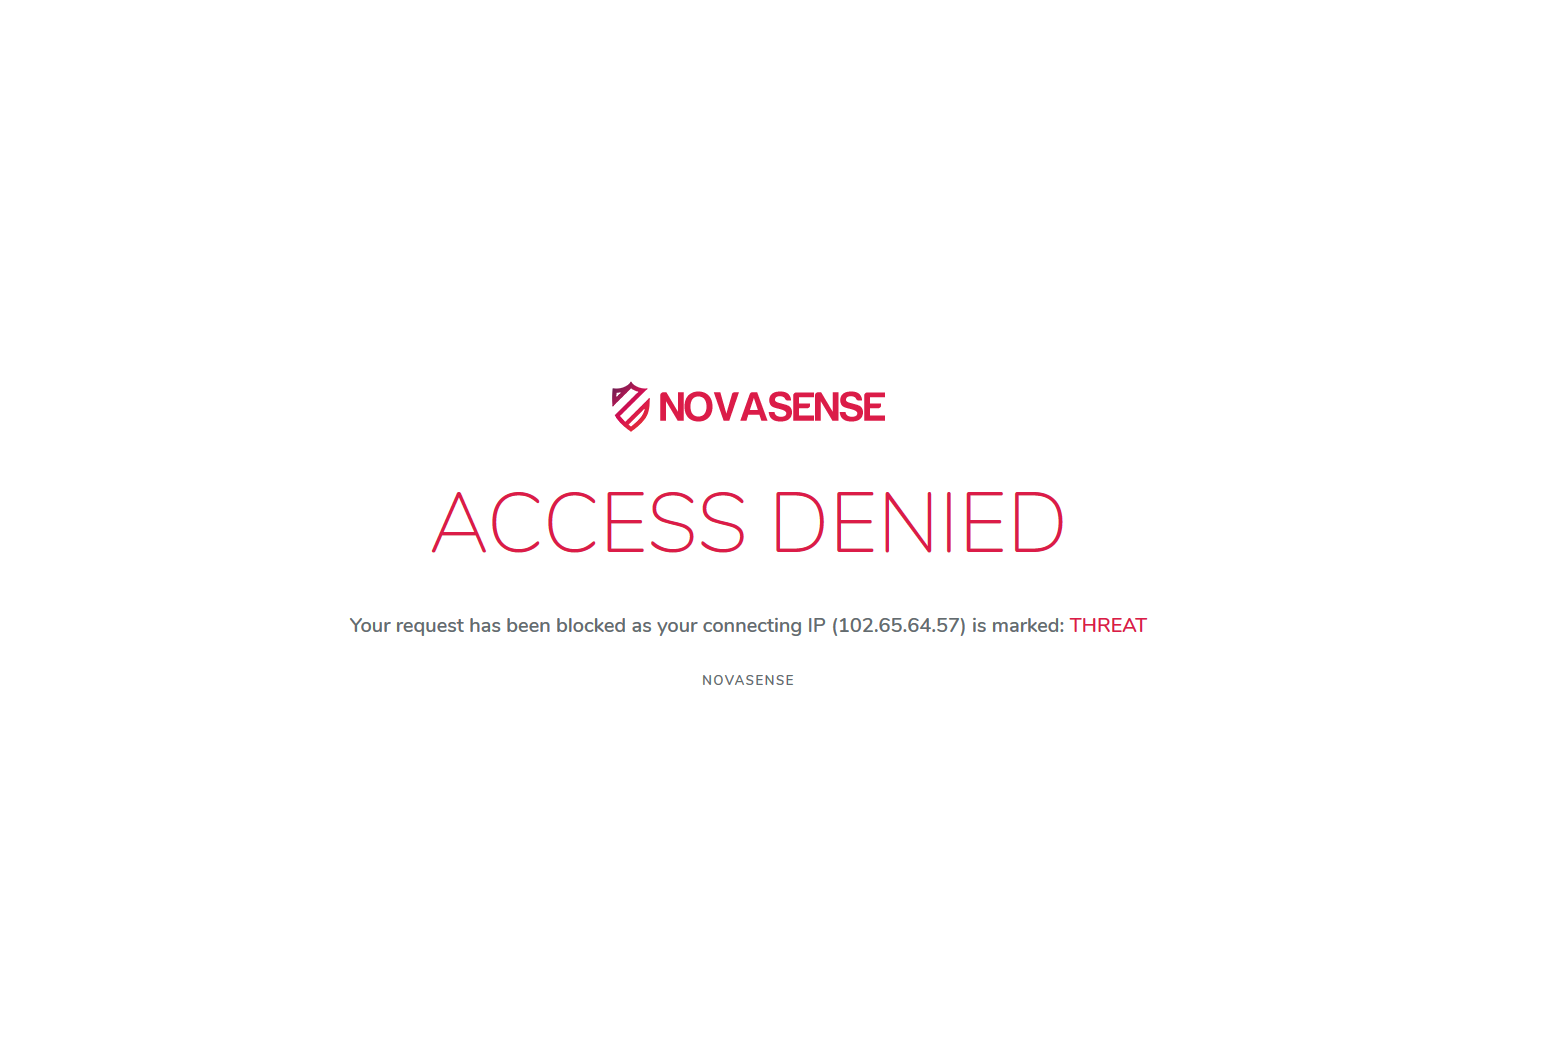 NOVASENSE
ACCESS DENIED
Your request has been blocked as your connecting IP (102.65.64.57) is marked: THREAT
NOVASENSE